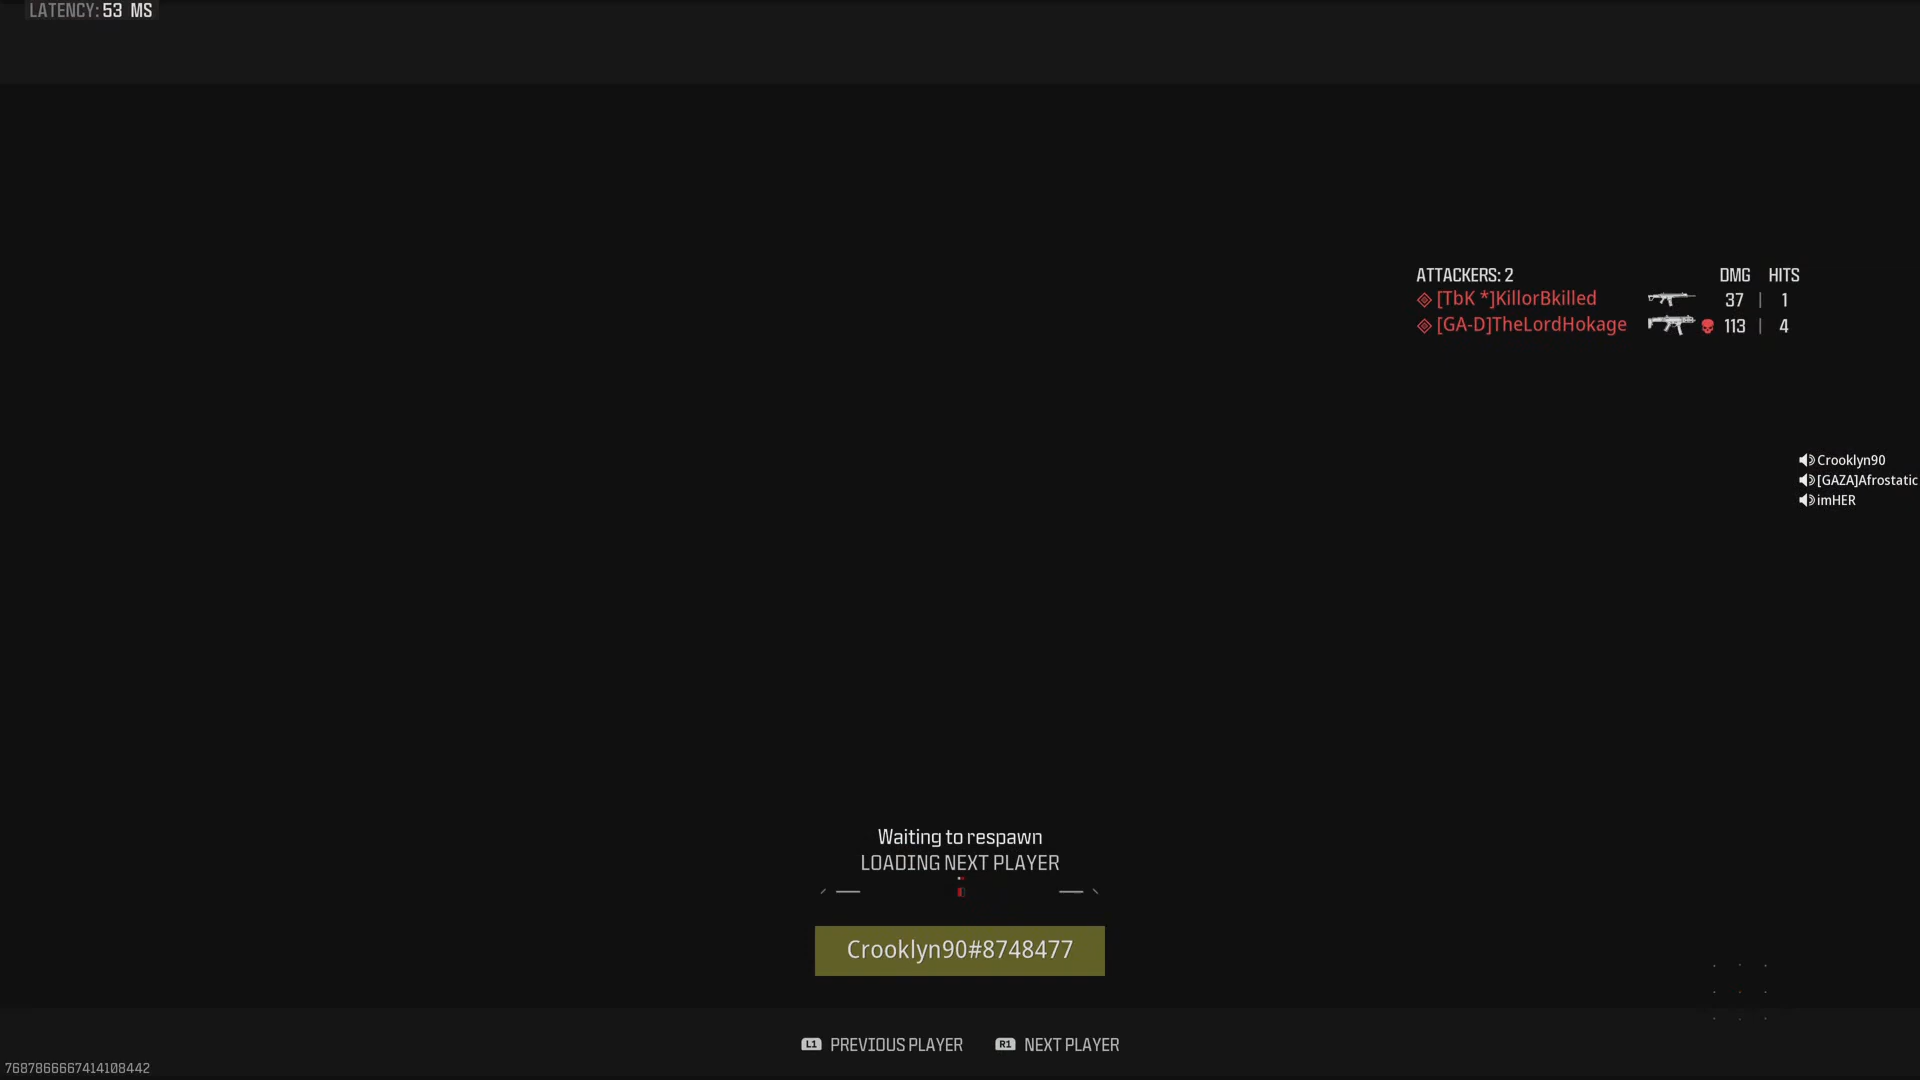 LATENCY: 53 MS
ATTACKERS: 2 DMG HITS
[TbK *]KillorBkilled 37 | 1
[GA-D]TheLordHokage 113 | 4
Crooklyn90
[GAZA]Afrostatic
imHER
Waiting to respawn
LOADING NEXT PLAYER
Crooklyn90#8748477
L1 PREVIOUS PLAYER R1 NEXT PLAYER
7687866667414108442